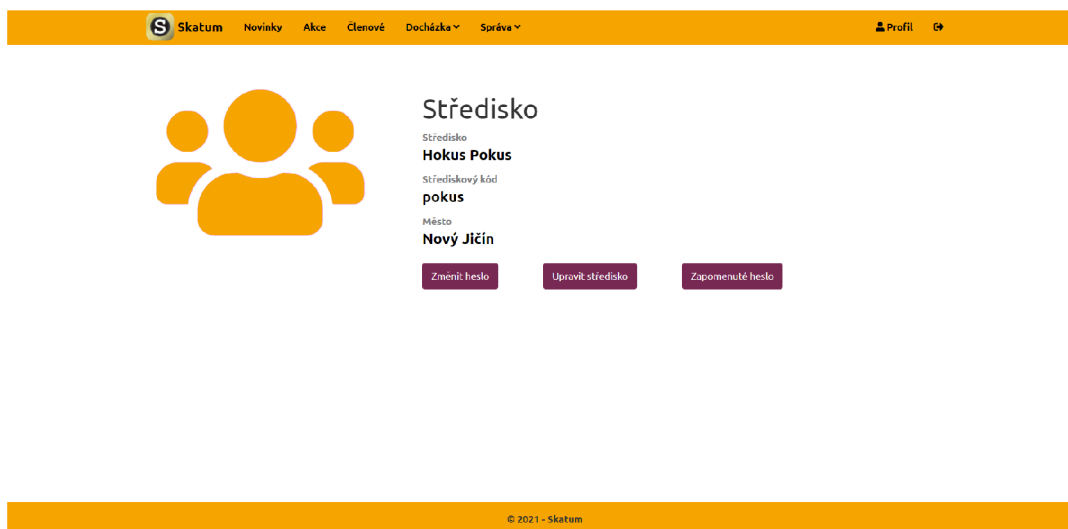 S Skatum Novinky Akce Členové Docházka Správa Profil
Středisko
Středisko
Hokus Pokus
Střediskový kód
pokus
Město
Nový Jičín
Změnit heslo Upravit středisko Zapomenuté heslo
© 2021 - Skatum